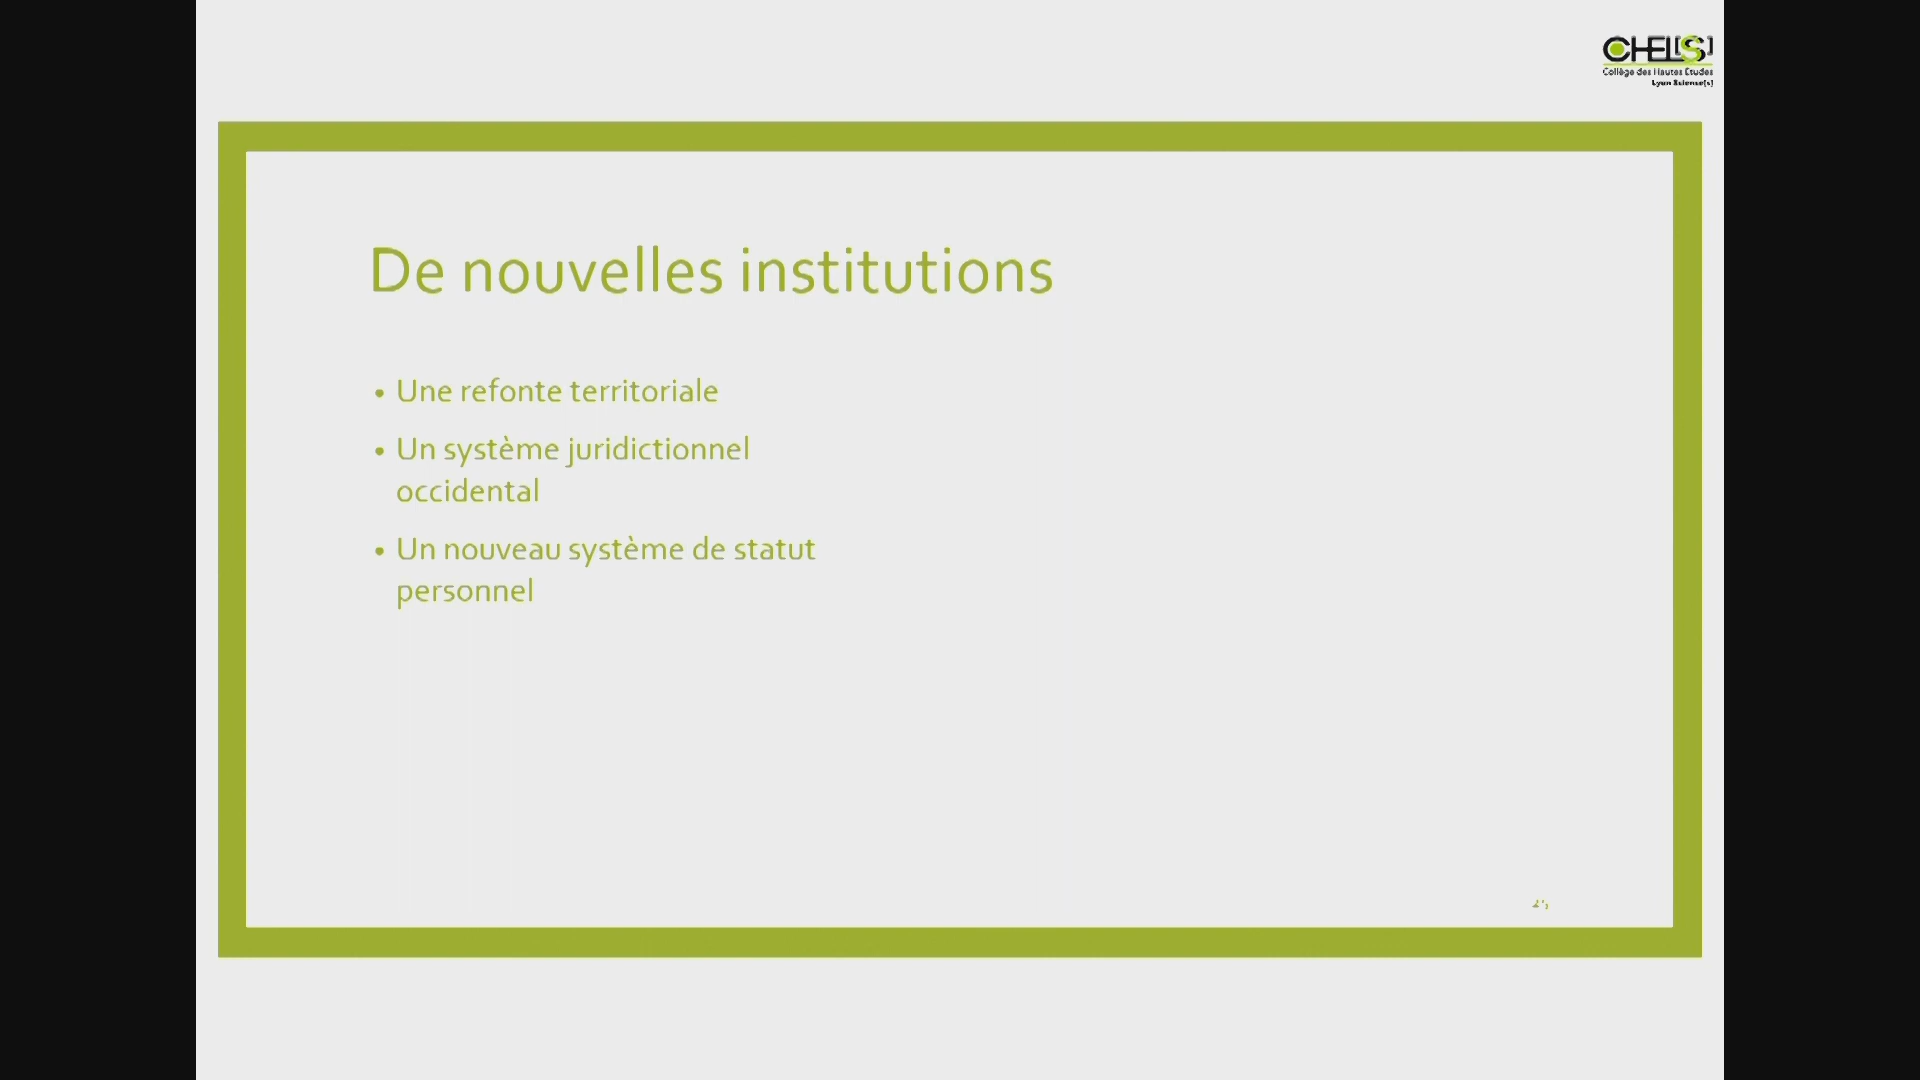 CHEL[S]
Collège des Hautes Etudes
Lyon Science[s]
De nouvelles institutions
• Une refonte territoriale
• Un système juridictionnel
occidental
• Un nouveau système de statut
personnel